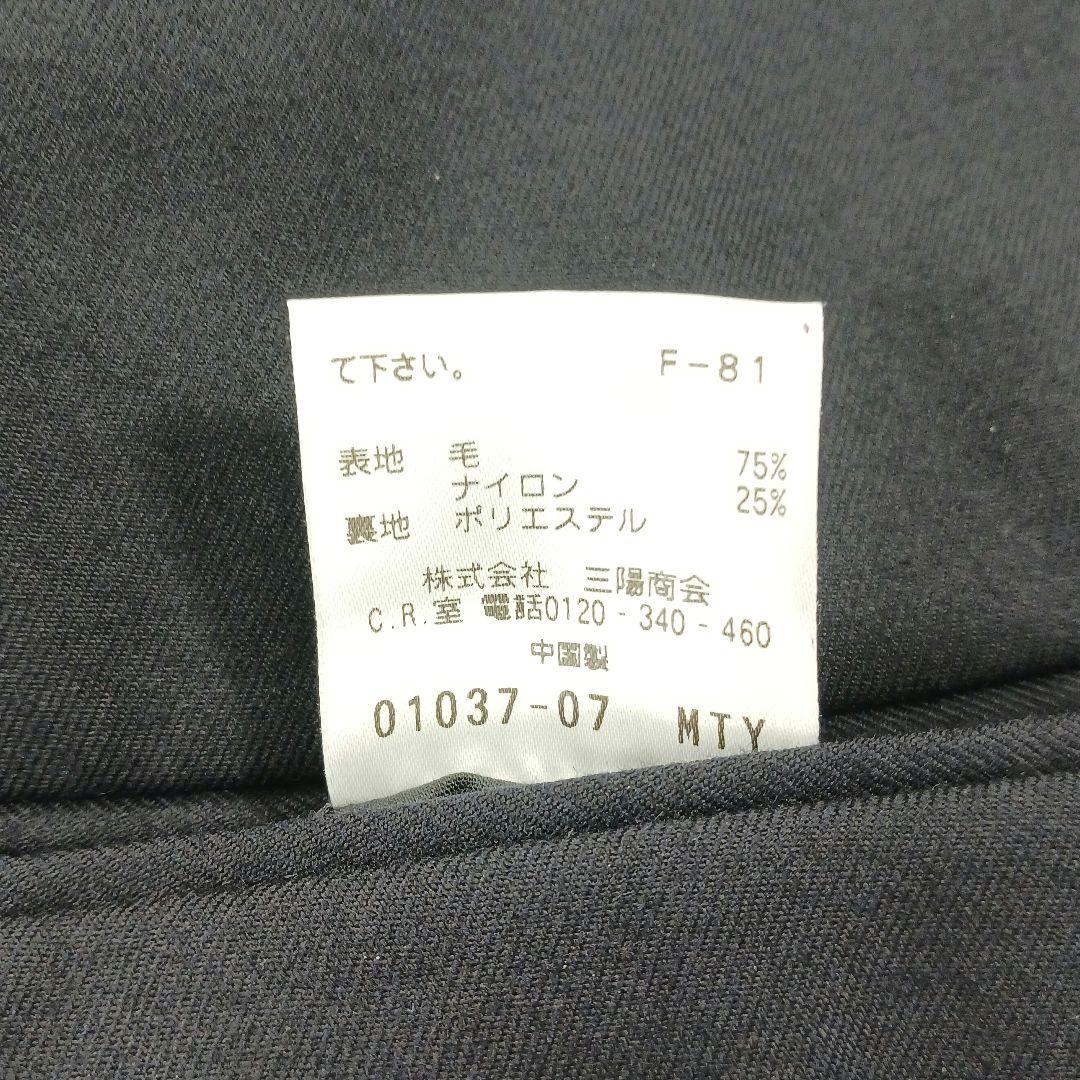 て下さい。 F-81
表地 毛 75%
ナイロン 25%
裏地 ポリエステル
株式会社 三陽商会
C.R.室 電話0120-340-460
中国製
01037-07 MTY